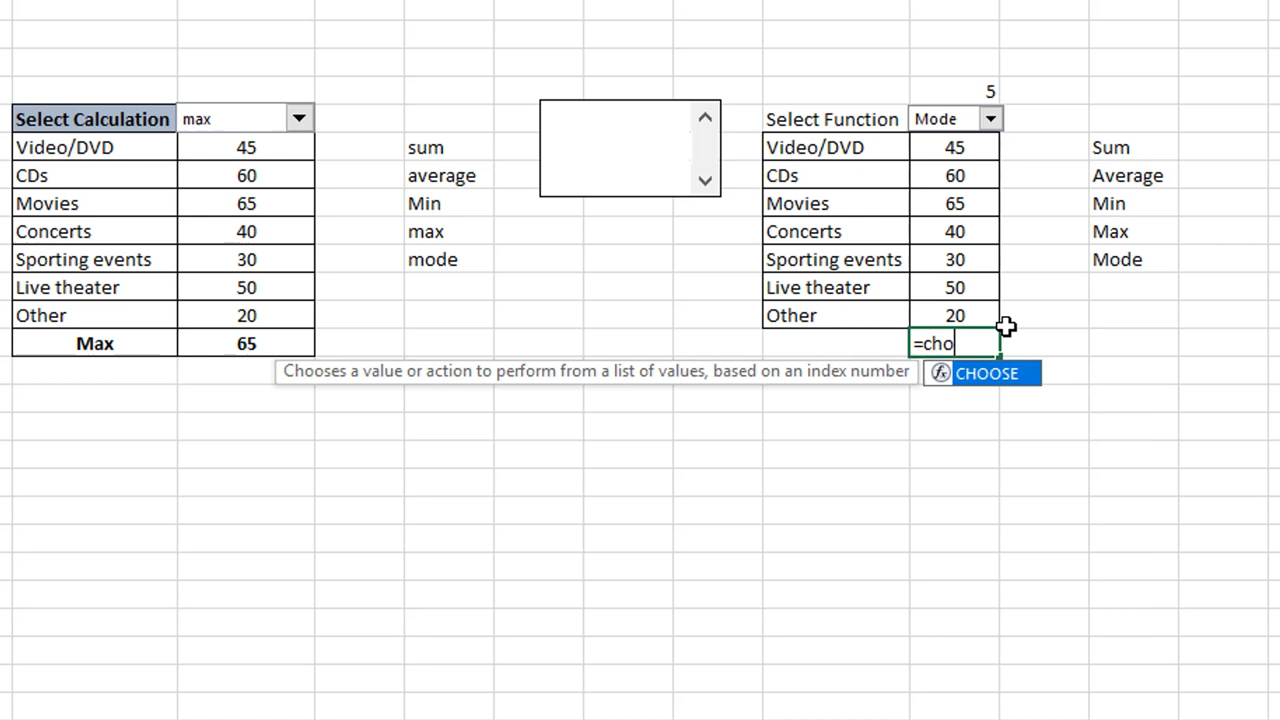 5
Select Calculation max Select Function Mode
Video/DVD 45 sum Video/DVD 45 Sum
CDs 60 average CDs 60 Average
Movies 65 Min Movies 65 Min
Concerts 40 max Concerts 40 Max
Sporting events 30 mode Sporting events 30 Mode
Live theater 50 Live theater 50
Other 20 Other 20
Max 65 =cho
Chooses a value or action to perform from a list of values, based on an index number fx CHOOSE